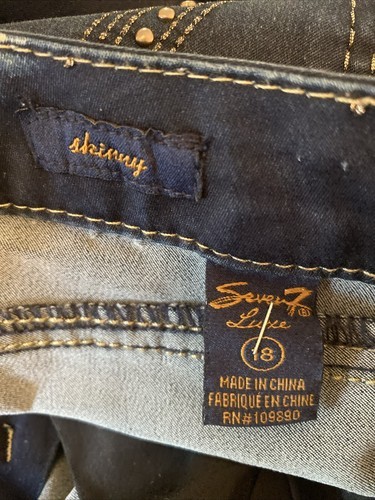 skinny
Seven7®
Luxe
18
MADE IN CHINA
FABRIQUÉ EN CHINE
RN#109890